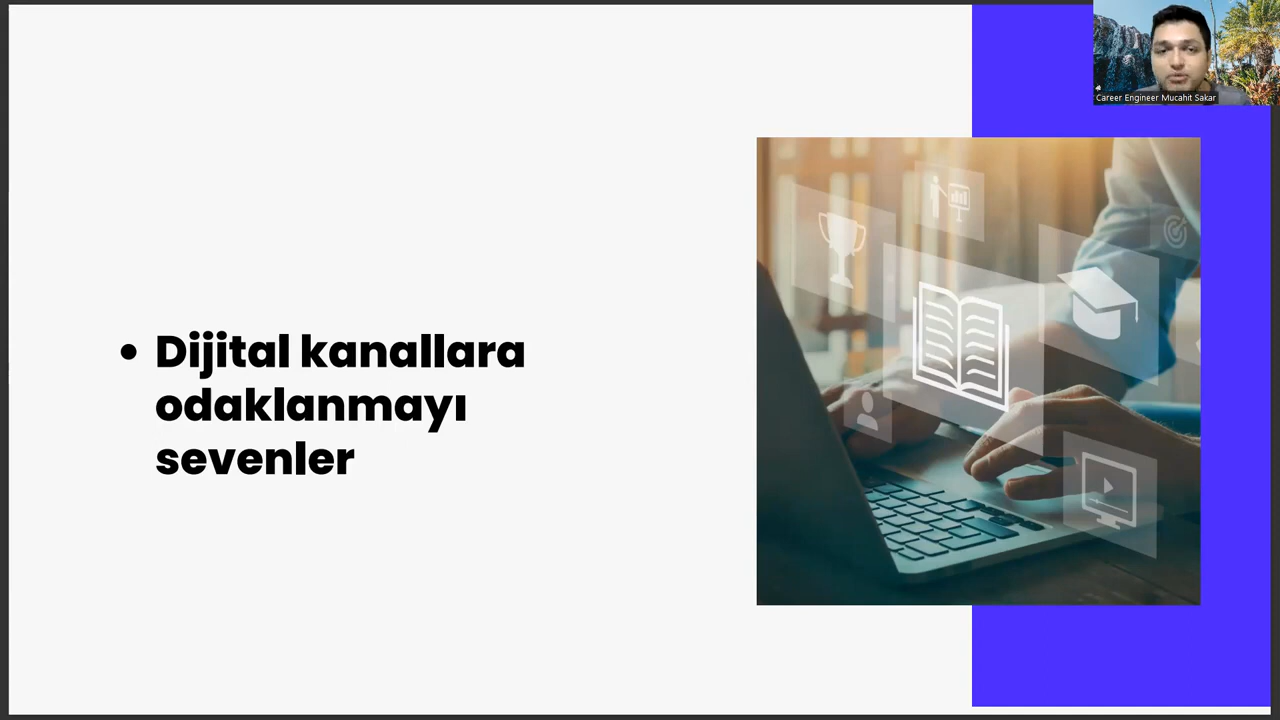 Career Engineer Mucahit Sakar
• Dijital kanallara
odaklanmayı
sevenler